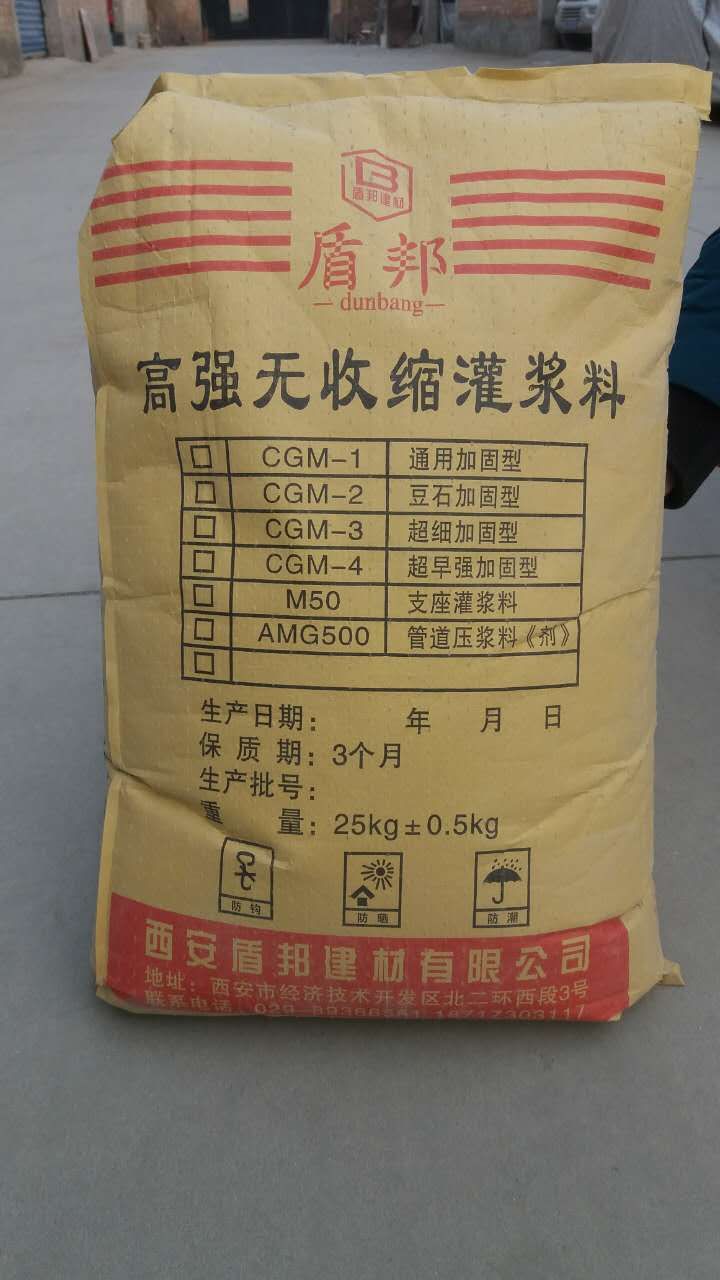 盾邦建材
盾邦
dunbang
高强无收缩灌浆料
CGM-1 通用加固型
CGM-2 豆石加固型
CGM-3 超细加固型
CGM-4 超早强加固型
M50 支座灌浆料
AMG500 管道压浆料《剂》
生产日期： 年 月 日
保质期：3个月
生产批号：
重量：25kg±0.5kg
防钩 防晒 防潮
西安盾邦建材有限公司
地址：西安市经济技术开发区北二环西段3号
联系电话：